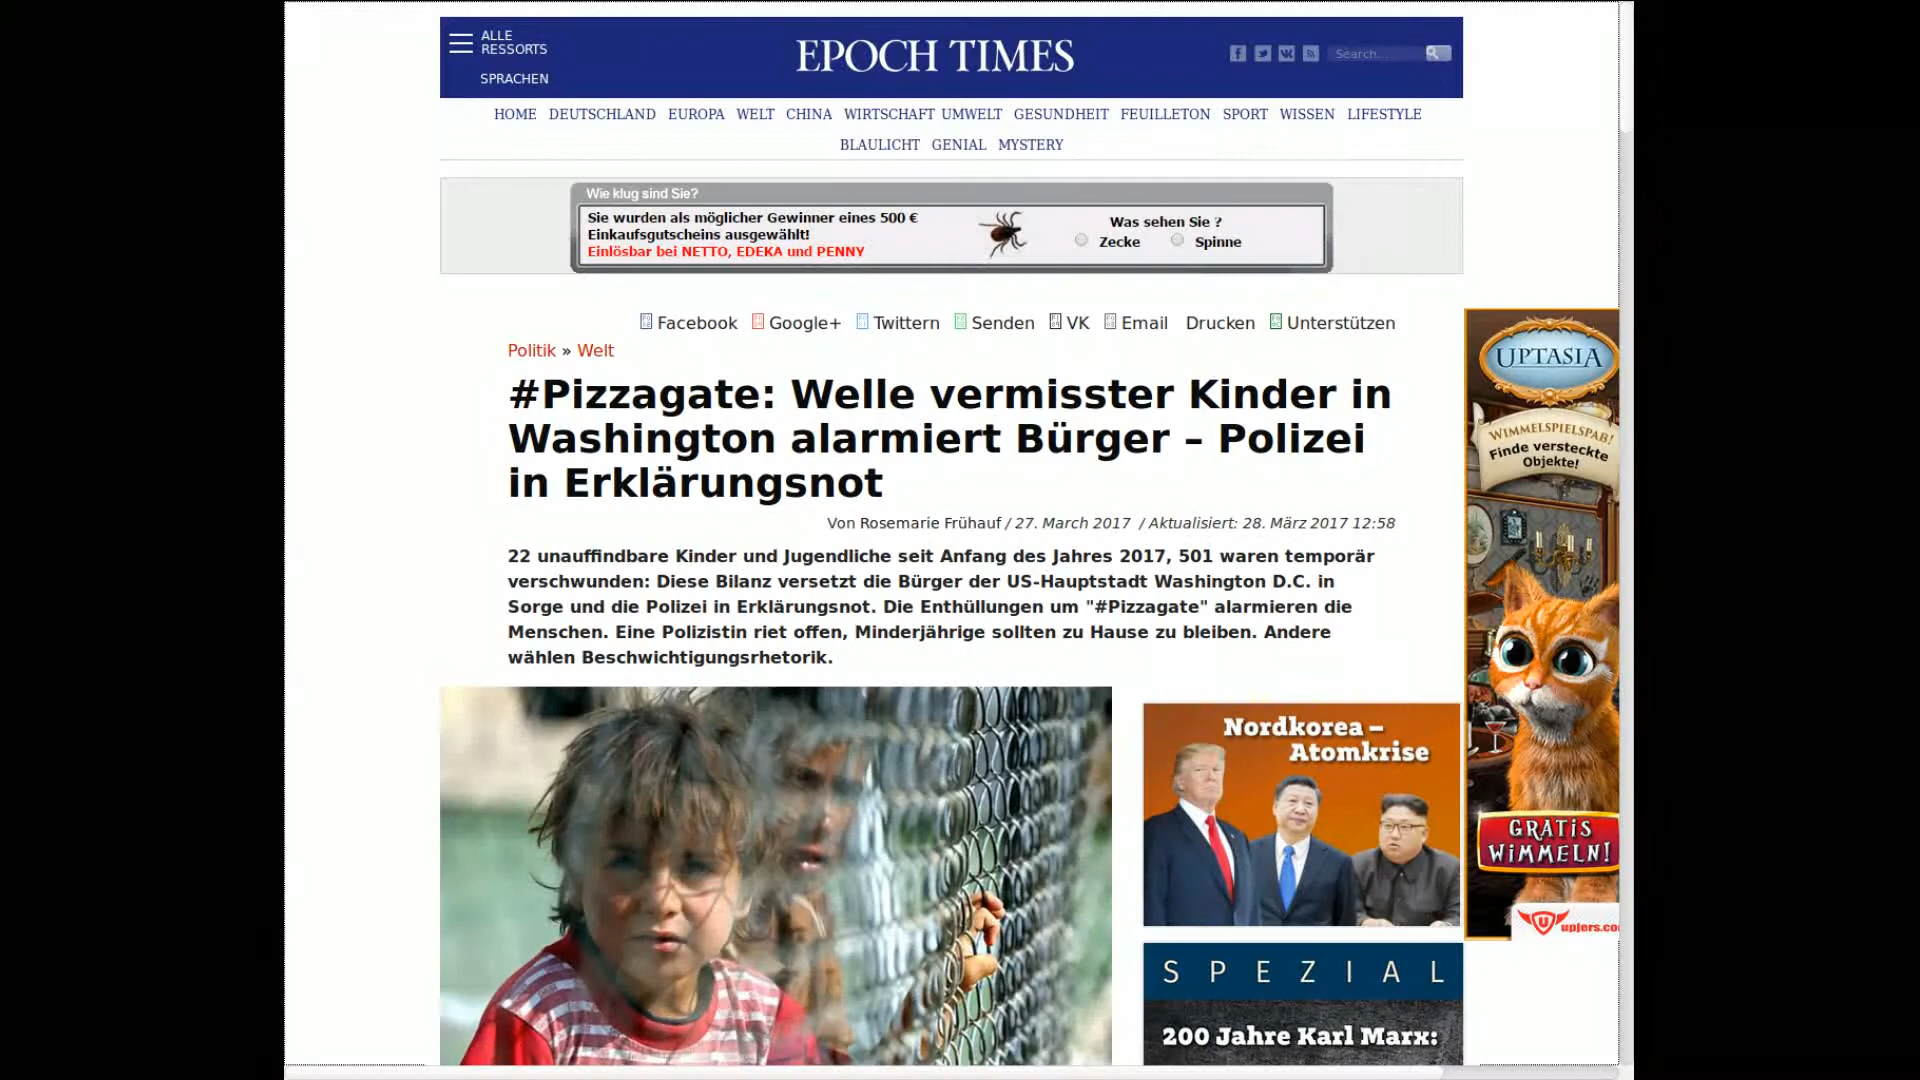 ALLE
RESSORTS
SPRACHEN
EPOCH TIMES
Search...
HOME DEUTSCHLAND EUROPA WELT CHINA WIRTSCHAFT UMWELT GESUNDHEIT FEUILLETON SPORT WISSEN LIFESTYLE
BLAULICHT GENIAL MYSTERY
Wie klug sind Sie?
Sie wurden als möglicher Gewinner eines 500 €
Einkaufsgutscheins ausgewählt!
Einlösbar bei NETTO, EDEKA und PENNY
Was sehen Sie ?
Zecke Spinne
Facebook Google+ Twittern Senden VK Email Drucken Unterstützen
Politik » Welt
#Pizzagate: Welle vermisster Kinder in
Washington alarmiert Bürger – Polizei
in Erklärungsnot
Von Rosemarie Frühauf / 27. March 2017 / Aktualisiert: 28. März 2017 12:58
22 unauffindbare Kinder und Jugendliche seit Anfang des Jahres 2017, 501 waren temporär
verschwunden: Diese Bilanz versetzt die Bürger der US-Hauptstadt Washington D.C. in
Sorge und die Polizei in Erklärungsnot. Die Enthüllungen um "#Pizzagate" alarmieren die
Menschen. Eine Polizistin riet offen, Minderjährige sollten zu Hause zu bleiben. Andere
wählen Beschwichtigungsrhetorik.
UPTASIA
WIMMELSPIELSPAß!
Finde versteckte
Objekte!
GRATIS
WIMMELN!
upjers.co
Nordkorea –
Atomkrise
SPEZIAL
200 Jahre Karl Marx: